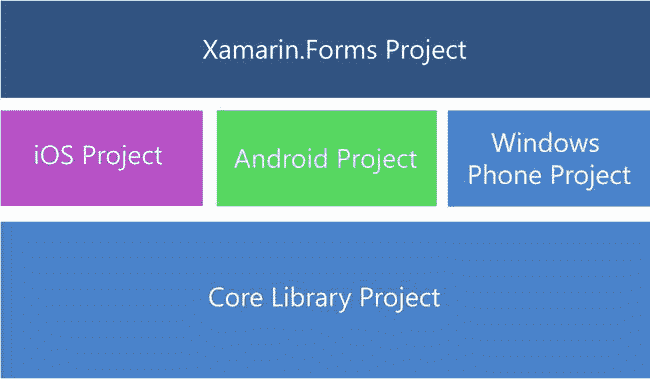 Xamarin.Forms Project
iOS Project
Android Project
Windows
Phone Project
Core Library Project